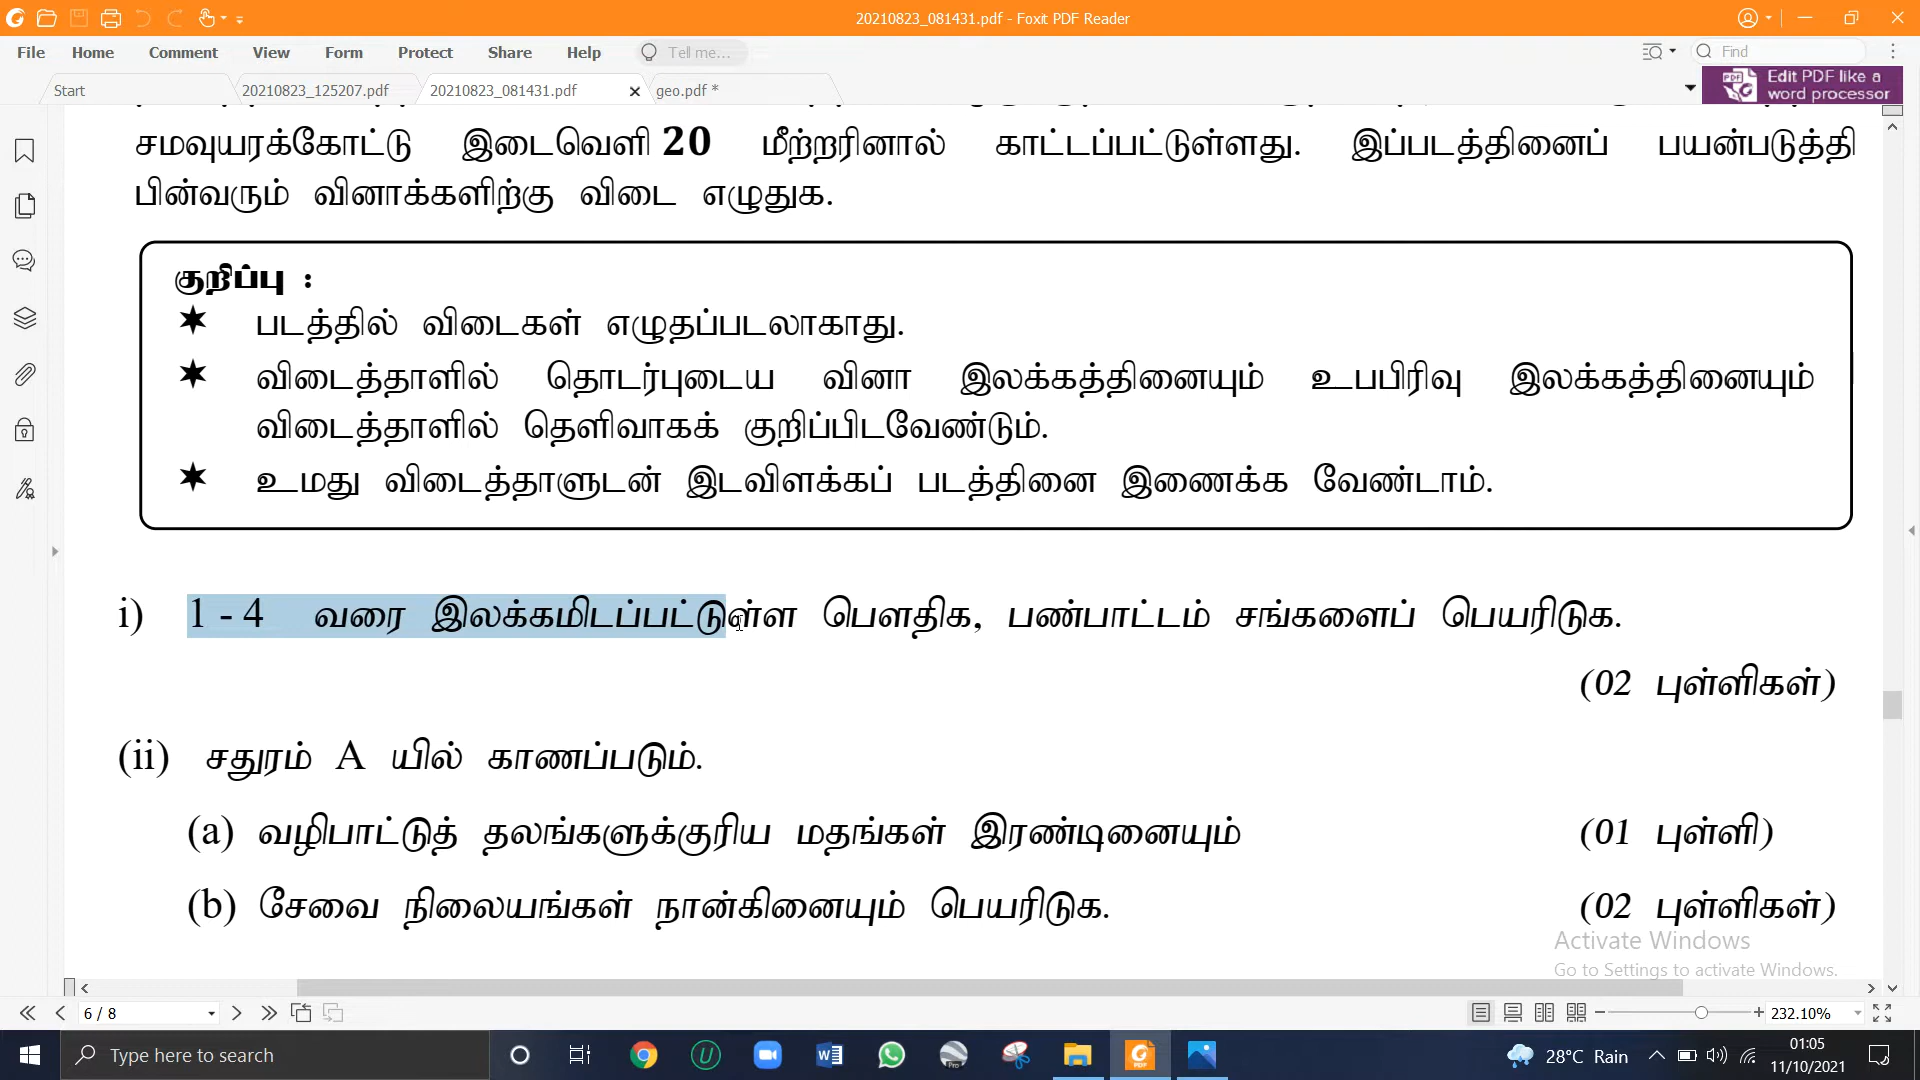 20210823_081431.pdf - Foxit PDF Reader
File Home Comment View Form Protect Share Help Tell me... Find
Start 20210823_125207.pdf 20210823_081431.pdf geo.pdf * Edit PDF like a
word processor
சமவுயரக்கோட்டு இடைவெளி 20 மீற்றரினால் காட்டப்பட்டுள்ளது. இப்படத்தினைப் பயன்படுத்தி
பின்வரும் வினாக்களிற்கு விடை எழுதுக.
குறிப்பு :
✶ படத்தில் விடைகள் எழுதப்படலாகாது.
✶ விடைத்தாளில் தொடர்புடைய வினா இலக்கத்தினையும் உபபிரிவு இலக்கத்தினையும்
விடைத்தாளில் தெளிவாகக் குறிப்பிடவேண்டும்.
✶ உமது விடைத்தாளுடன் இடவிளக்கப் படத்தினை இணைக்க வேண்டாம்.
i) 1 - 4 வரை இலக்கமிடப்பட்டுள்ள பௌதிக, பண்பாட்டம் சங்களைப் பெயரிடுக.
(02 புள்ளிகள்)
(ii) சதுரம் A யில் காணப்படும்.
(a) வழிபாட்டுத் தலங்களுக்குரிய மதங்கள் இரண்டினையும் (01 புள்ளி)
(b) சேவை நிலையங்கள் நான்கினையும் பெயரிடுக. (02 புள்ளிகள்)
Activate Windows
Go to Settings to activate Windows.
6 / 8 232.10%
Type here to search 28°C Rain 01:05
11/10/2021